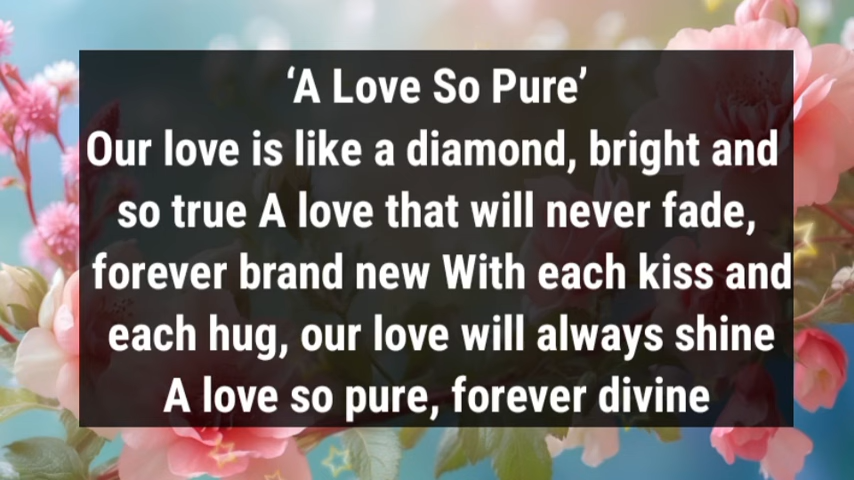 ‘A Love So Pure’
Our love is like a diamond, bright and
so true A love that will never fade,
forever brand new With each kiss and
each hug, our love will always shine
A love so pure, forever divine